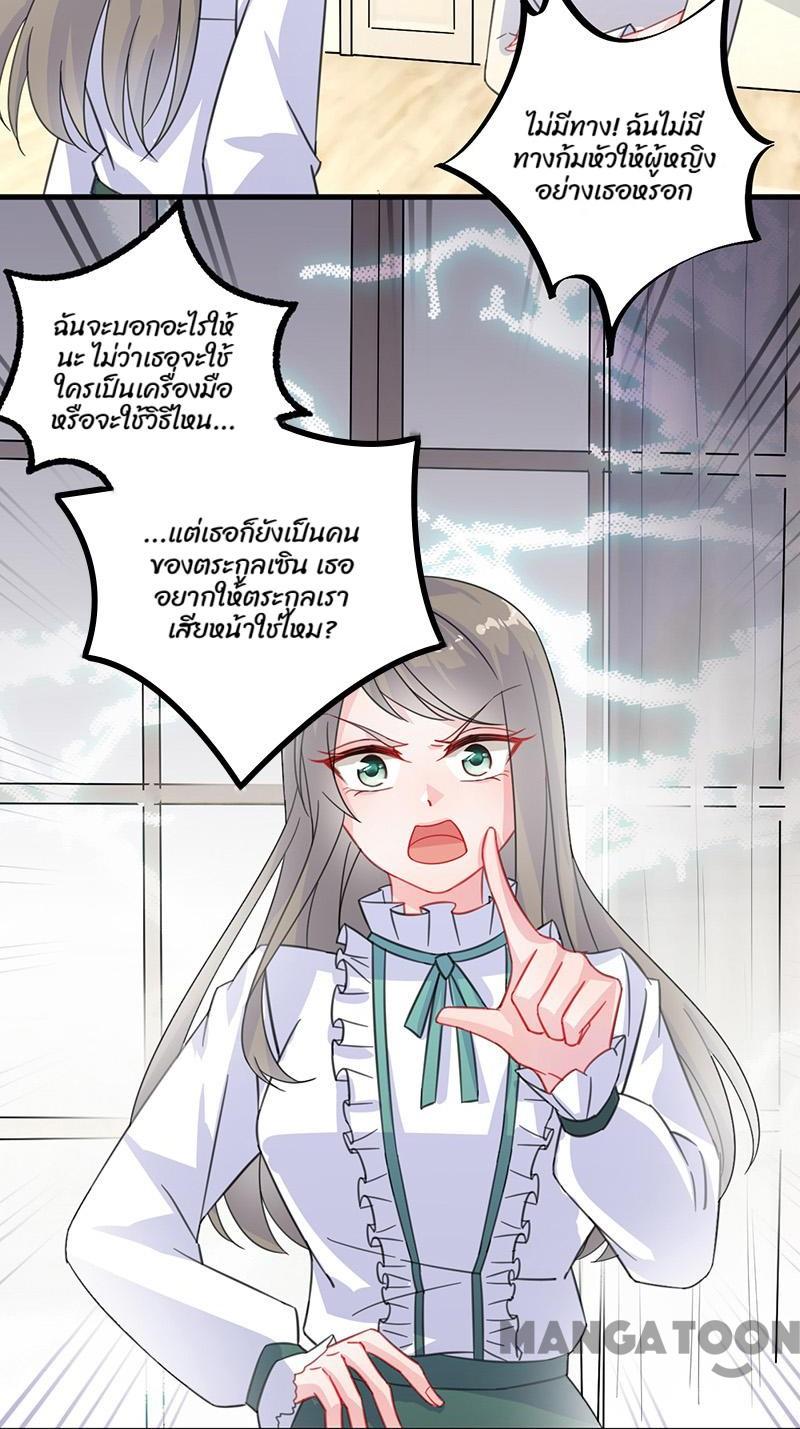 ไม่มีทาง! ฉันไม่มี
ทางก้มหัวให้ผู้หญิง
อย่างเธอหรอก
ฉันจะบอกอะไรให้
นะ ไม่ว่าเธอจะใช้
ใครเป็นเครื่องมือ
หรือจะใช้วิธีไหน...
...แต่เธอก็ยังเป็นคน
ของตระกูลเซิน เธอ
อยากให้ตระกูลเรา
เสียหน้าใช่ไหม?
MANGATOON